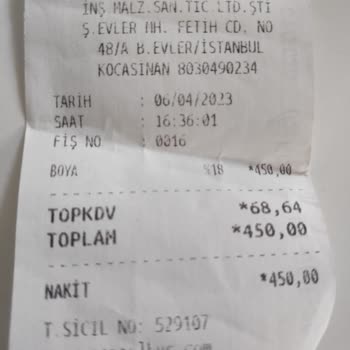 İNŞ MALZ.SAN.TİC.LTD.ŞTİ
Ş.EVLER MH. FETİH CD. NO
48/A B.EVLER/İSTANBUL
KOCASİNAN 8030490234
TARİH : 06/04/2023
SAAT : 16:36:01
FİŞ NO : 0016
BOYA %18 *450,00
TOPKDV *68,64
TOPLAM *450,00
NAKİT *450,00
T.SİCİL NO: 529107